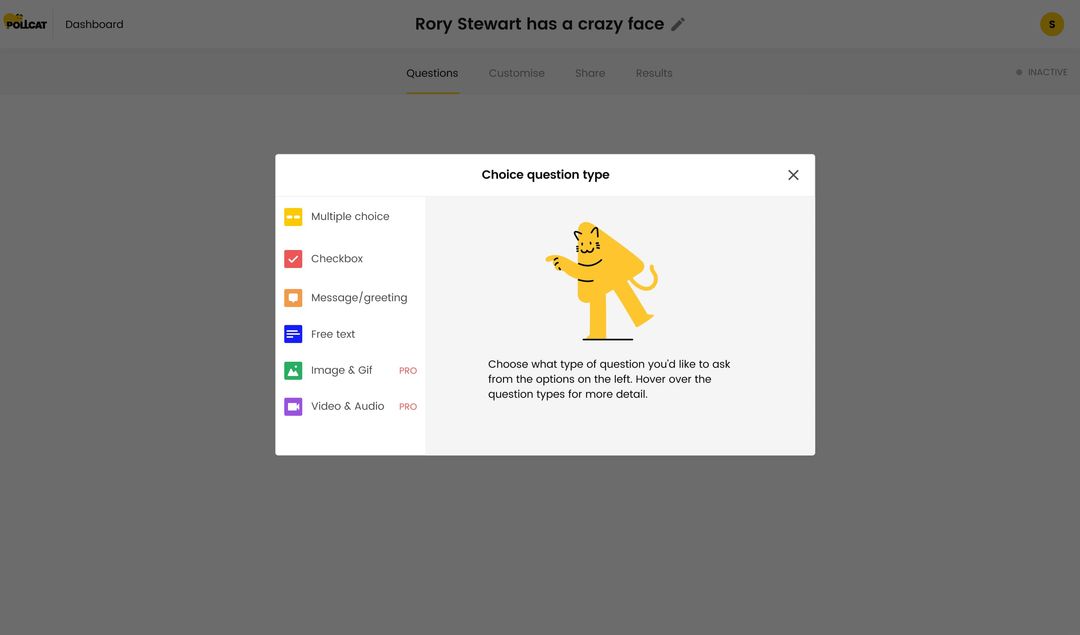 POLLCAT
Dashboard
Rory Stewart has a crazy face
S
Questions
Customise
Share
Results
INACTIVE
Choice question type
Multiple choice
Checkbox
Message/greeting
Free text
Image & Gif PRO
Video & Audio PRO
Choose what type of question you'd like to ask
from the options on the left. Hover over the
question types for more detail.